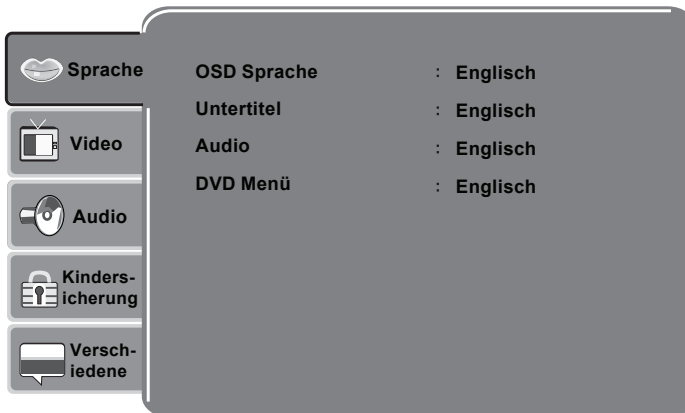 Sprache
Video
Audio
Kinders-
icherung
Versch-
iedene
OSD Sprache : Englisch
Untertitel : Englisch
Audio : Englisch
DVD Menü : Englisch